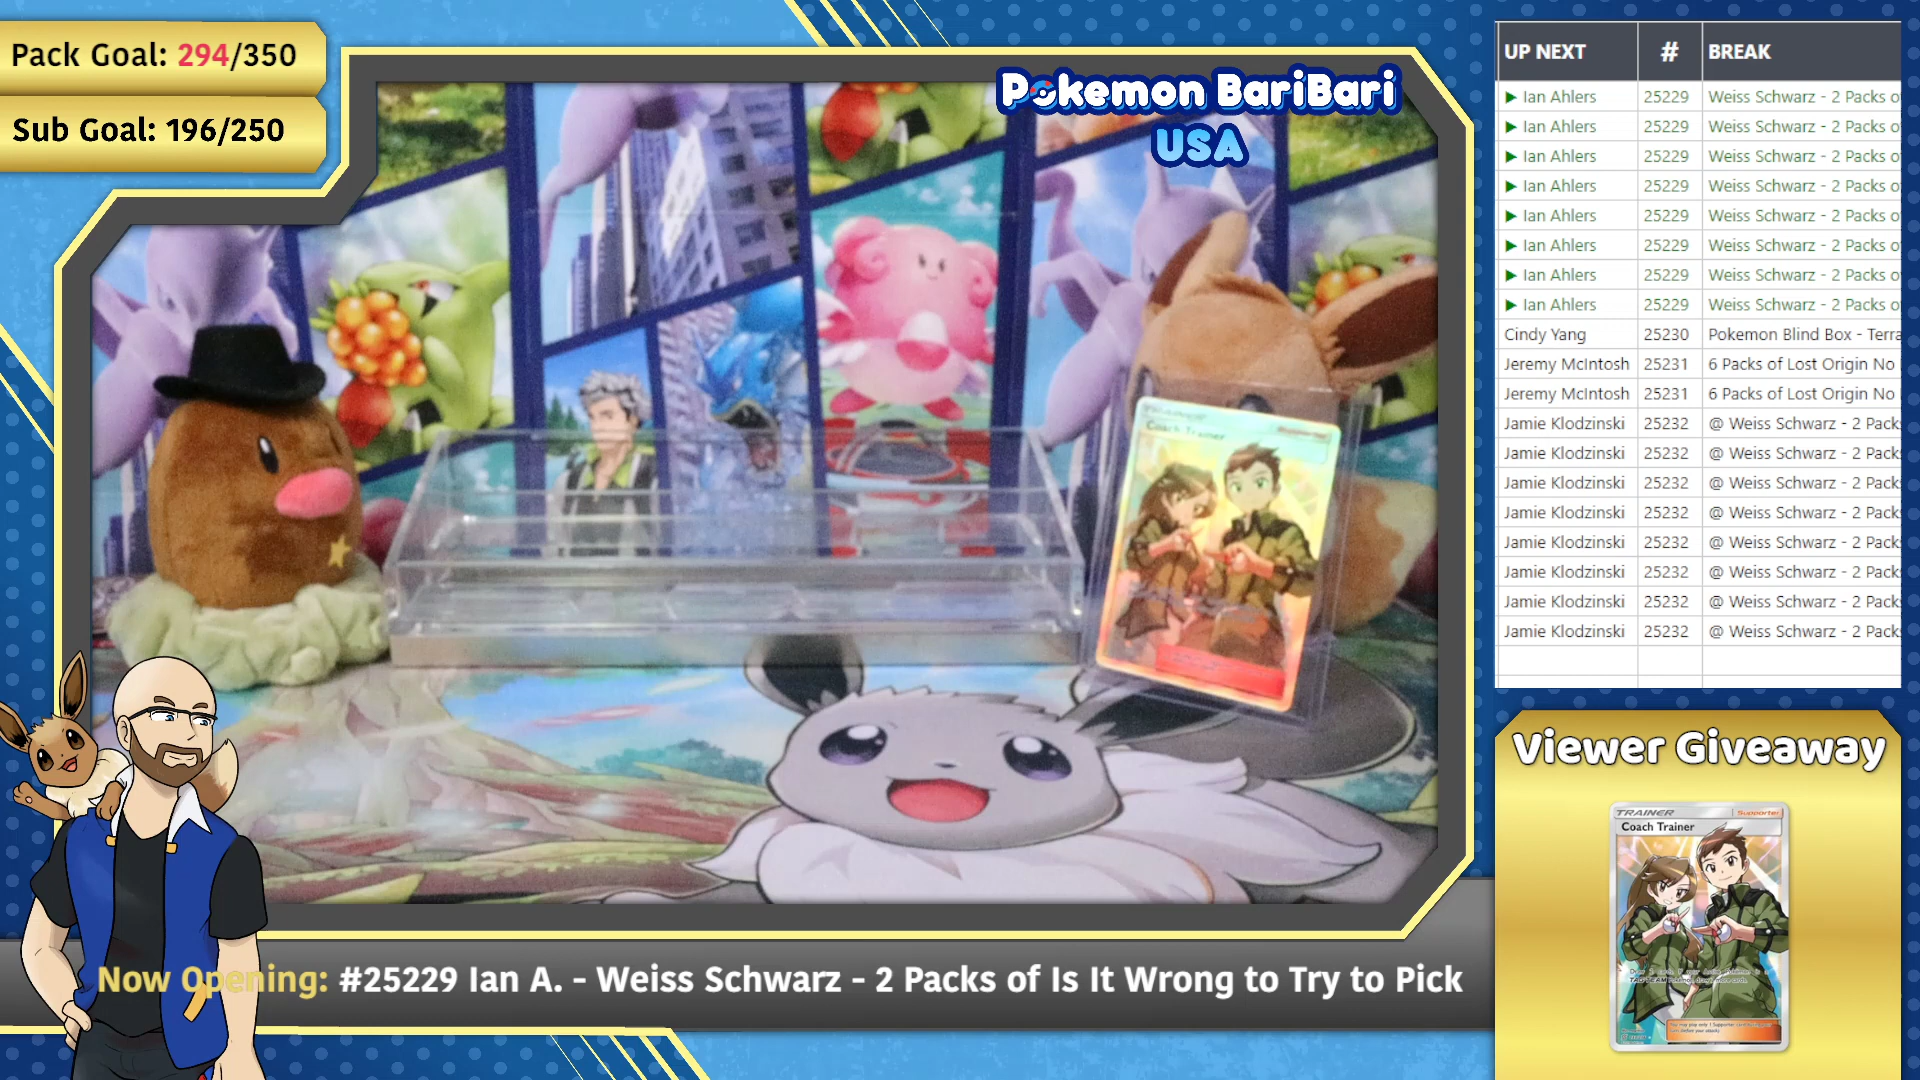 Pack Goal: 294/350
Sub Goal: 196/250
Pokemon BariBari
USA
UP NEXT # BREAK
▶ Ian Ahlers 25229 Weiss Schwarz - 2 Packs o
▶ Ian Ahlers 25229 Weiss Schwarz - 2 Packs o
▶ Ian Ahlers 25229 Weiss Schwarz - 2 Packs o
▶ Ian Ahlers 25229 Weiss Schwarz - 2 Packs o
▶ Ian Ahlers 25229 Weiss Schwarz - 2 Packs o
▶ Ian Ahlers 25229 Weiss Schwarz - 2 Packs o
▶ Ian Ahlers 25229 Weiss Schwarz - 2 Packs o
▶ Ian Ahlers 25229 Weiss Schwarz - 2 Packs o
Cindy Yang 25230 Pokemon Blind Box - Terra
Jeremy McIntosh 25231 6 Packs of Lost Origin No
Jeremy McIntosh 25231 6 Packs of Lost Origin No
Jamie Klodzinski 25232 @ Weiss Schwarz - 2 Pack
Jamie Klodzinski 25232 @ Weiss Schwarz - 2 Pack
Jamie Klodzinski 25232 @ Weiss Schwarz - 2 Pack
Jamie Klodzinski 25232 @ Weiss Schwarz - 2 Pack
Jamie Klodzinski 25232 @ Weiss Schwarz - 2 Pack
Jamie Klodzinski 25232 @ Weiss Schwarz - 2 Pack
Jamie Klodzinski 25232 @ Weiss Schwarz - 2 Pack
Jamie Klodzinski 25232 @ Weiss Schwarz - 2 Pack
TRAINER Supporter
Coach Trainer
Viewer Giveaway
TRAINER Supporter
Coach Trainer
Now Opening: #25229 Ian A. - Weiss Schwarz - 2 Packs of Is It Wrong to Try to Pick